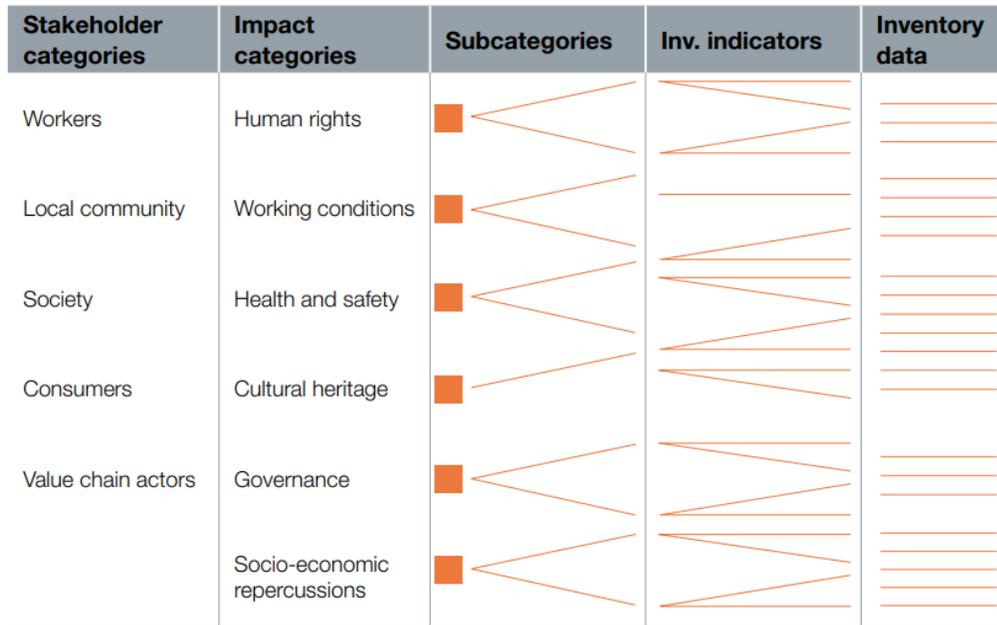 Stakeholder
categories
Impact
categories
Subcategories
Inv. indicators
Inventory
data
Workers
Human rights
Local community
Working conditions
Society
Health and safety
Consumers
Cultural heritage
Value chain actors
Governance
Socio-economic
repercussions